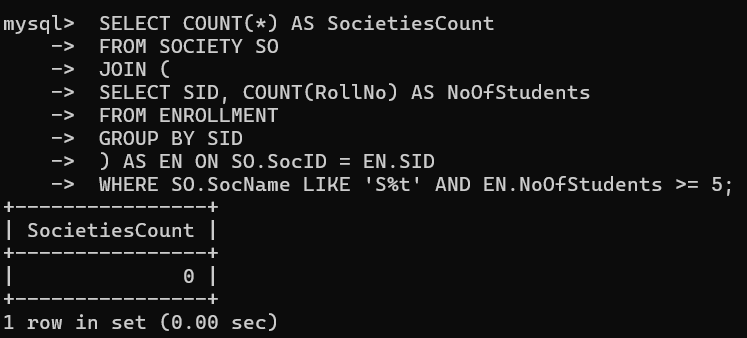 mysql>  SELECT COUNT(*) AS SocietiesCount
    ->  FROM SOCIETY SO
    ->  JOIN (
    ->  SELECT SID, COUNT(RollNo) AS NoOfStudents
    ->  FROM ENROLLMENT
    ->  GROUP BY SID
    ->  ) AS EN ON SO.SocID = EN.SID
    ->  WHERE SO.SocName LIKE 'S%t' AND EN.NoOfStudents >= 5;
+----------------+
| SocietiesCount |
+----------------+
|              0 |
+----------------+
1 row in set (0.00 sec)